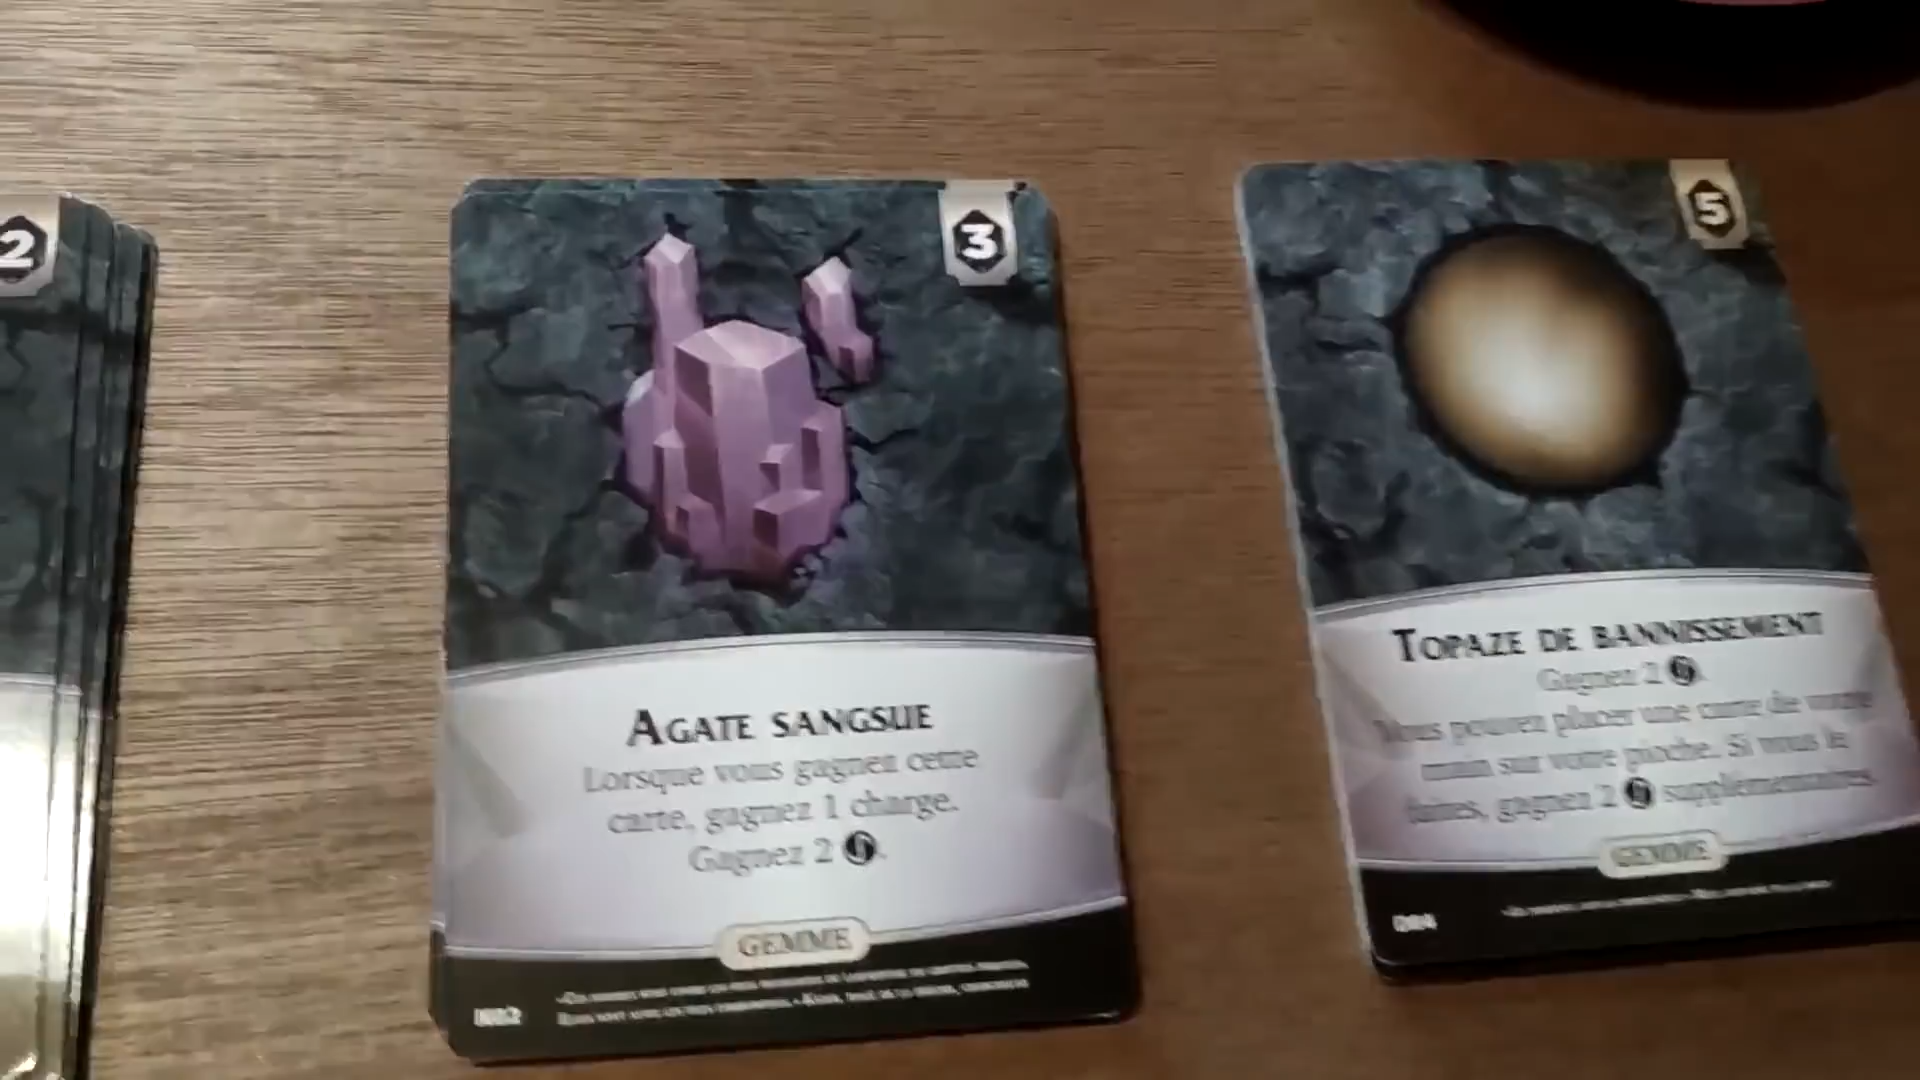 2
3
AGATE SANGSUE
Lorsque vous gagnez cette
carte, gagnez 1 charge.
Gagnez 2
GEMME
5
TOPAZE DE BANNISSEMENT
Gagnez 2
Vous pouvez placer une carte de votre
main sur votre pioche. Si vous le
faites, gagnez 2 supplémentaires.
GEMME